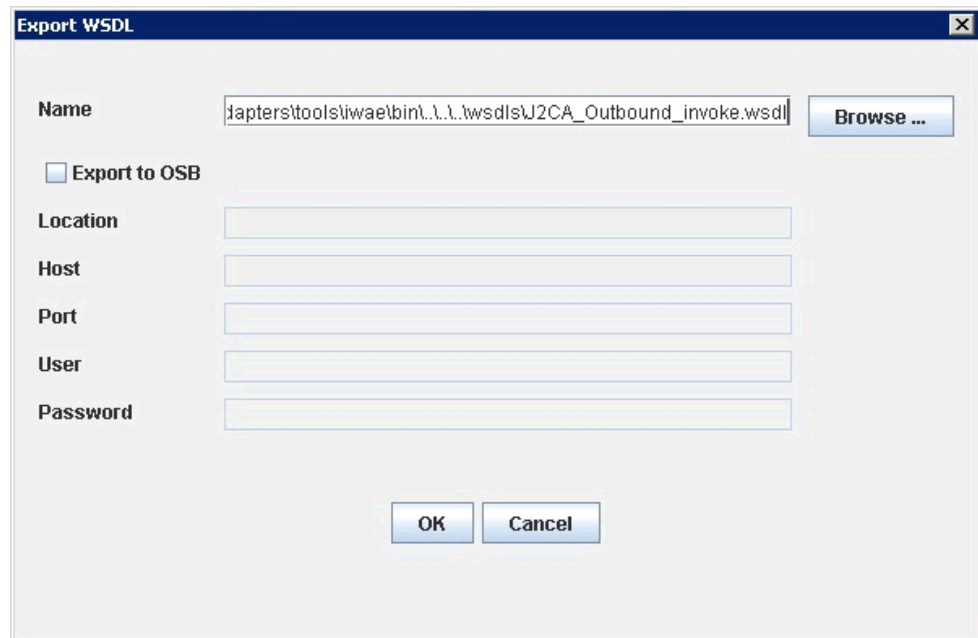 Export WSDL
Name dapters\tools\iwae\bin\..\..\..\wsdls\J2CA_Outbound_invoke.wsdl Browse ...
Export to OSB
Location
Host
Port
User
Password
OK Cancel